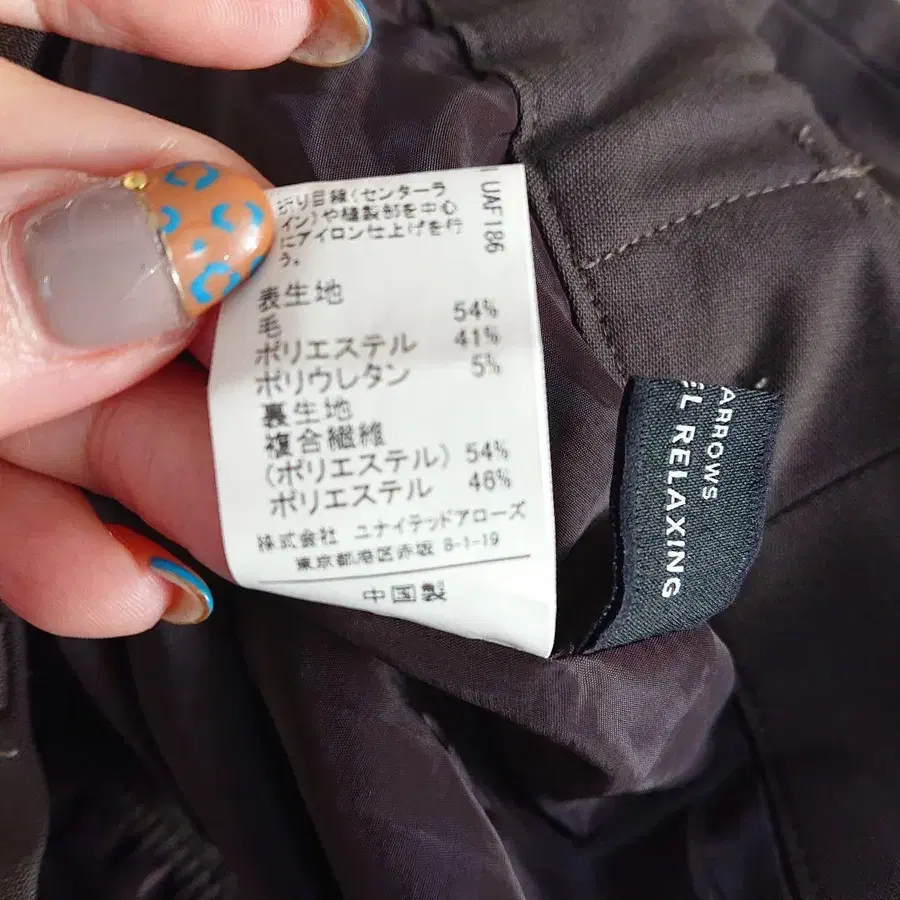 折り目線(センターラ
イン)や縫製部を中心
にアイロン仕上げを行
う。
UAF186
表生地
毛 54%
ポリエステル 41%
ポリウレタン 5%
裏生地
複合繊維
(ポリエステル) 54%
ポリエステル 46%
株式会社 ユナイテッドアローズ
東京都港区赤坂 8-1-19
中国製
ARROWS
EL RELAXING